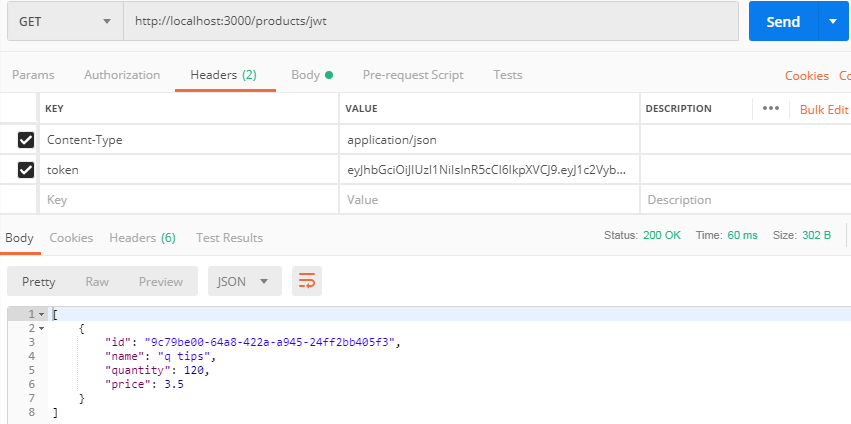 GET http://localhost:3000/products/jwt Send
Params Authorization Headers (2) Body Pre-request Script Tests Cookies Co
KEY VALUE DESCRIPTION ••• Bulk Edit
Content-Type application/json
token eyJhbGciOiJIUzI1NiIsInR5cCI6IkpXVCJ9.eyJ1c2Vyb...
Key Value Description
Body Cookies Headers (6) Test Results Status: 200 OK Time: 60 ms Size: 302 B
Pretty Raw Preview JSON
1 [
2 {
3 "id": "9c79be00-64a8-422a-a945-24ff2bb405f3",
4 "name": "q tips",
5 "quantity": 120,
6 "price": 3.5
7 }
8 ]